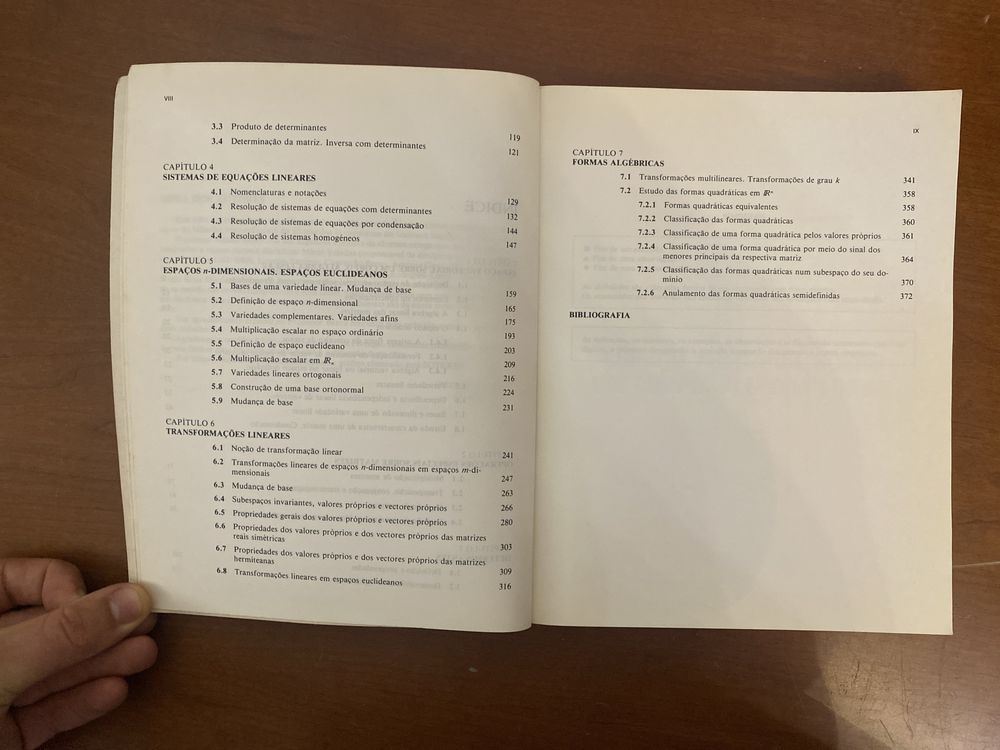 VIII
3.3 Produto de determinantes 119
3.4 Determinação da matriz. Inversa com determinantes 121
CAPÍTULO 4
SISTEMAS DE EQUAÇÕES LINEARES
4.1 Nomenclaturas e notações 129
4.2 Resolução de sistemas de equações com determinantes 132
4.3 Resolução de sistemas de equações por condensação 144
4.4 Resolução de sistemas homogéneos 147
CAPÍTULO 5
ESPAÇOS n-DIMENSIONAIS. ESPAÇOS EUCLIDEANOS
5.1 Bases de uma variedade linear. Mudança de base 159
5.2 Definição de espaço n-dimensional 165
5.3 Variedades complementares. Variedades afins 175
5.4 Multiplicação escalar no espaço ordinário 193
5.5 Definição de espaço euclideano 203
5.6 Multiplicação escalar em ℝₙ 209
5.7 Variedades lineares ortogonais 216
5.8 Construção de uma base ortonormal 224
5.9 Mudança de base 231
CAPÍTULO 6
TRANSFORMAÇÕES LINEARES
6.1 Noção de transformação linear 241
6.2 Transformações lineares de espaços n-dimensionais em espaços m-di-
mensionais 247
6.3 Mudança de base 263
6.4 Subespaços invariantes, valores próprios e vectores próprios 266
6.5 Propriedades gerais dos valores próprios e vectores próprios 280
6.6 Propriedades dos valores próprios e dos vectores próprios das matrizes
reais simétricas 303
6.7 Propriedades dos valores próprios e dos vectores próprios das matrizes
hermiteanas 309
6.8 Transformações lineares em espaços euclideanos 316
IX
CAPÍTULO 7
FORMAS ALGÉBRICAS
7.1 Transformações multilineares. Transformações de grau k 341
7.2 Estudo das formas quadráticas em ℝⁿ 358
7.2.1 Formas quadráticas equivalentes 358
7.2.2 Classificação das formas quadráticas 360
7.2.3 Classificação de uma forma quadrática pelos valores próprios 361
7.2.4 Classificação de uma forma quadrática por meio do sinal dos
menores principais da respectiva matriz 364
7.2.5 Classificação das formas quadráticas num subespaço do seu do-
mínio 370
7.2.6 Anulamento das formas quadráticas semidefinidas 372
BIBLIOGRAFIA